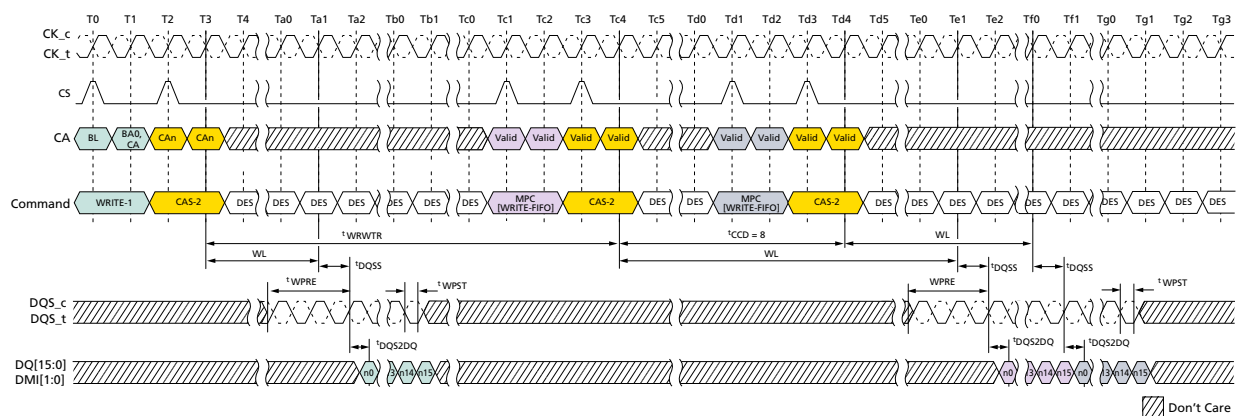 T0 T1 T2 T3 T4 Ta0 Ta1 Ta2 Tb0 Tb1 Tc0 Tc1 Tc2 Tc3 Tc4 Tc5 Td0 Td1 Td2 Td3 Td4 Td5 Te0 Te1 Te2 Tf0 Tf1 Tg0 Tg1 Tg2 Tg3
CK_c
CK_t
CS
CA BL BA0, CA CAn CAn Valid Valid Valid Valid Valid Valid Valid Valid
Command WRITE-1 CAS-2 DES DES DES DES DES DES DES MPC [WRITE-FIFO] CAS-2 DES DES MPC [WRITE-FIFO] CAS-2 DES DES DES DES DES DES DES DES DES DES
tWRWTR tCCD = 8 WL
WL tDQSS WL tDQSS tDQSS
tWPRE tWPST WPRE tWPST
DQS_c
DQS_t
tDQS2DQ tDQS2DQ tDQS2DQ
DQ[15:0]
DMI[1:0]
n0 13 n14 n15 n0 13 n14 n15 n0 13 n14 n15
Don't Care